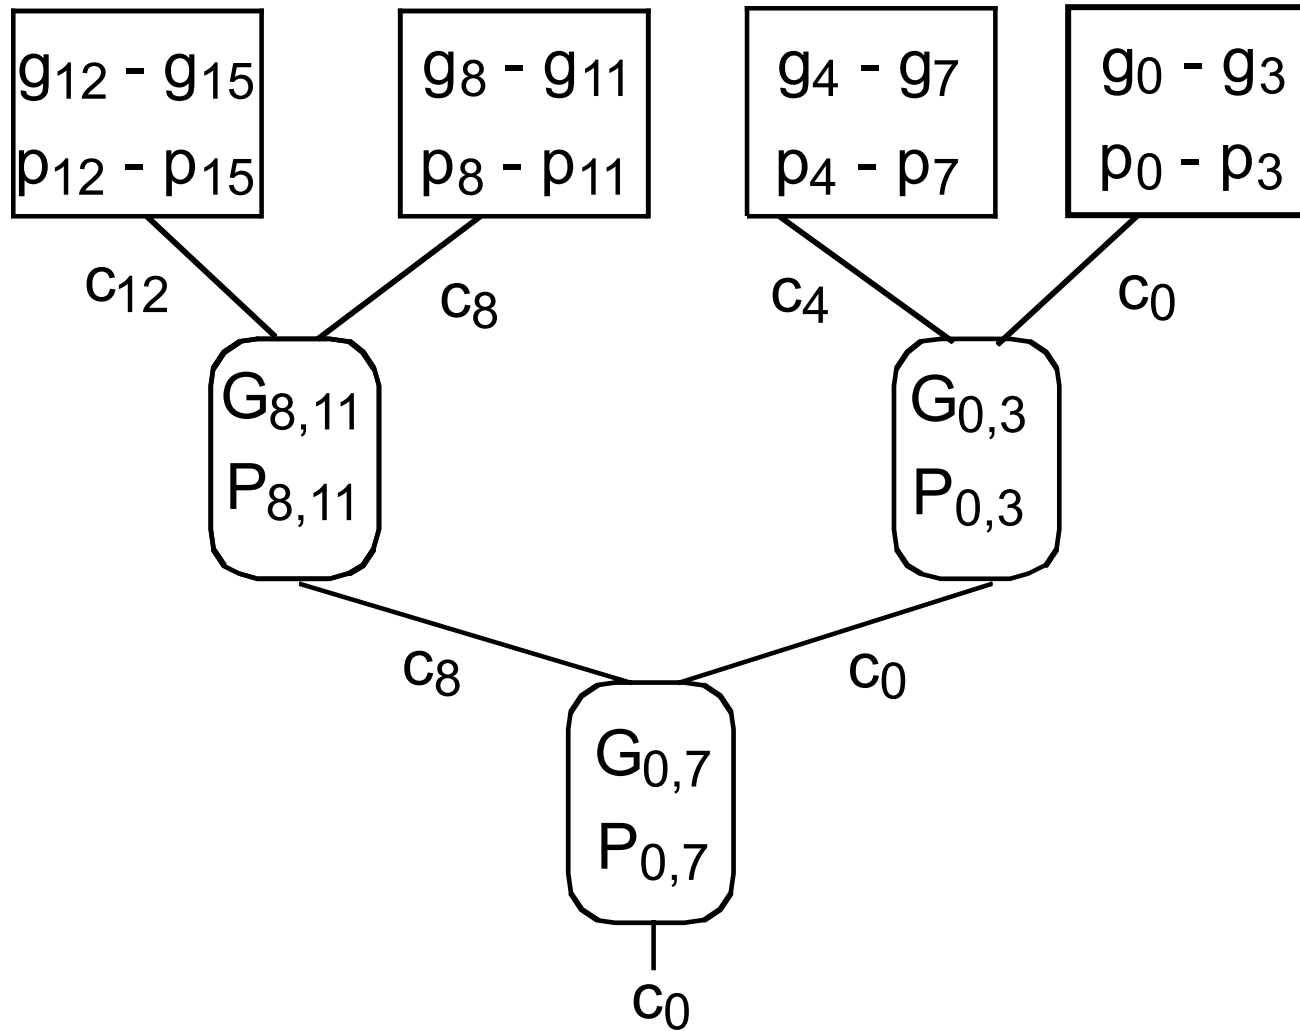 g₁₂ - g₁₅
p₁₂ - p₁₅
g₈ - g₁₁
p₈ - p₁₁
g₄ - g₇
p₄ - p₇
g₀ - g₃
p₀ - p₃
c₁₂
c₈
c₄
c₀
G₈,₁₁
P₈,₁₁
G₀,₃
P₀,₃
c₈
c₀
G₀,₇
P₀,₇
c₀